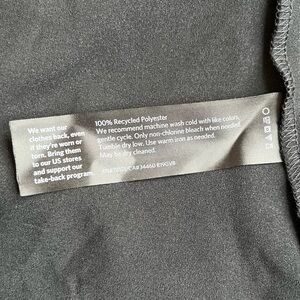 We want our
clothes back, even
if they're worn or
torn. Bring them
to our US stores
and support our
take-back program.
100% Recycled Polyester
We recommend machine wash cold with like colors,
gentle cycle. Only non-chlorine bleach when needed.
Tumble dry low. Use warm iron as needed.
May be dry cleaned.